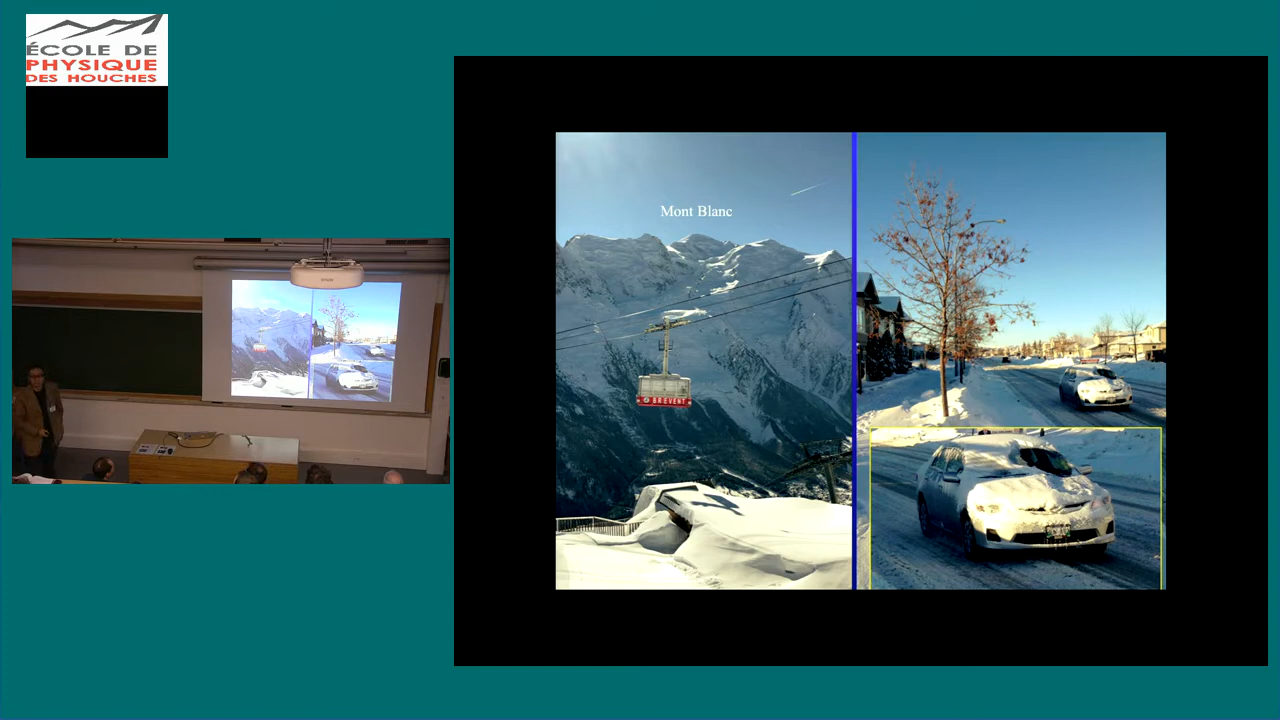 ÉCOLE DE
PHYSIQUE
DES HOUCHES
Mont Blanc
BREVENT